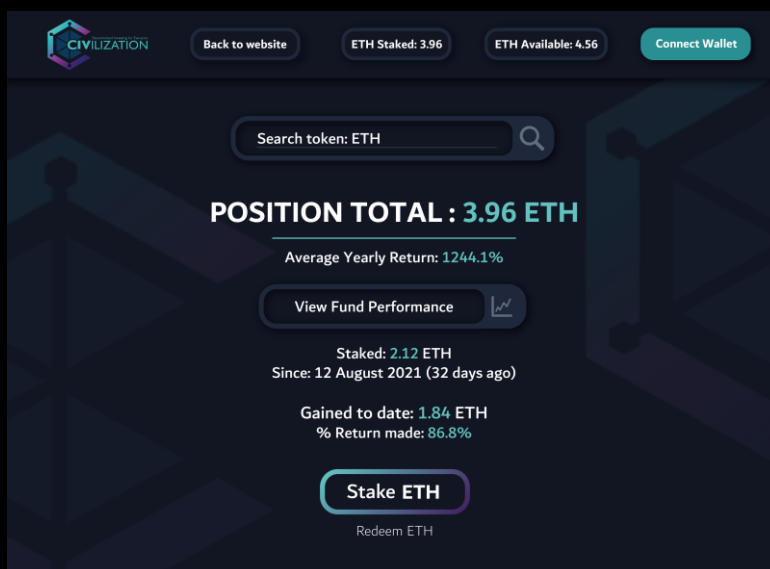 CIVILIZATION
Back to website
ETH Staked: 3.96
ETH Available: 4.56
Connect Wallet
Search token: ETH
POSITION TOTAL : 3.96 ETH
Average Yearly Return: 1244.1%
View Fund Performance
Staked: 2.12 ETH
Since: 12 August 2021 (32 days ago)
Gained to date: 1.84 ETH
% Return made: 86.8%
Stake ETH
Redeem ETH